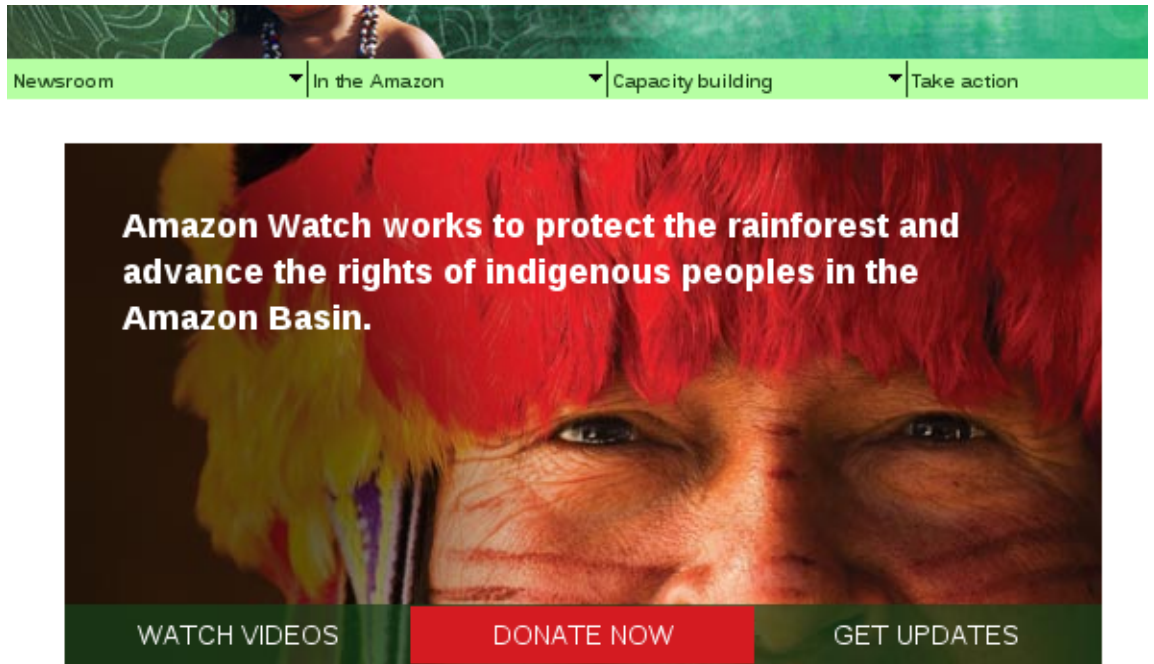 Newsroom In the Amazon Capacity building Take action
Amazon Watch works to protect the rainforest and
advance the rights of indigenous peoples in the
Amazon Basin.
WATCH VIDEOS DONATE NOW GET UPDATES